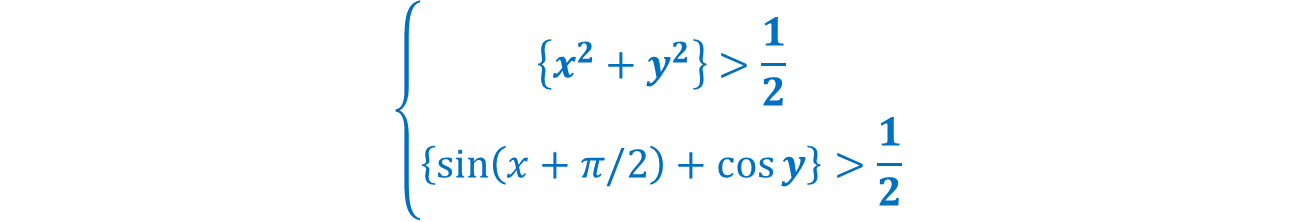 {x² + y²} > 1/2
{sin(x + π/2) + cos y} > 1/2